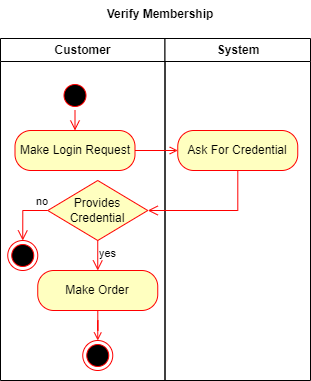 Verify Membership
Customer
System
Make Login Request
Ask For Credential
Provides
Credential
no
yes
Make Order